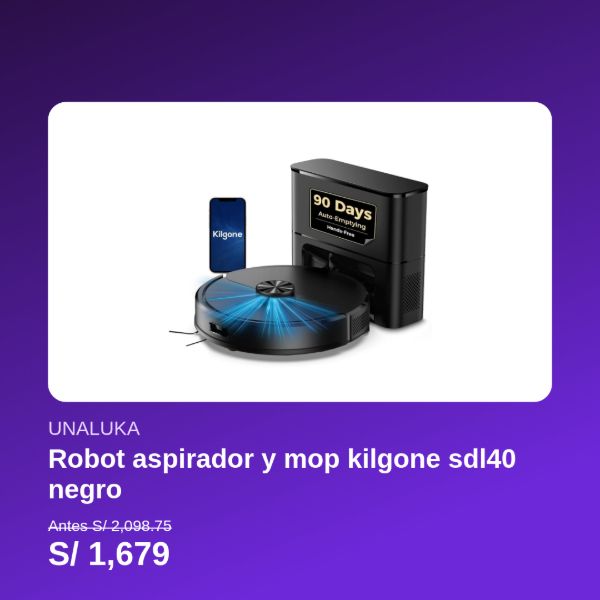 Kilgone
90 Days
Auto-Emptying
Hands-Free
UNALUKA
Robot aspirador y mop kilgone sdl40
negro
Antes S/ 2,098.75
S/ 1,679